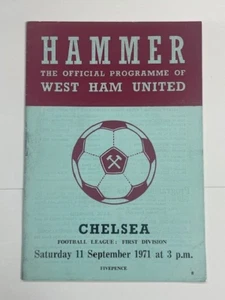 HAMMER
THE OFFICIAL PROGRAMME OF
WEST HAM UNITED
CHELSEA
FOOTBALL LEAGUE: FIRST DIVISION
Saturday 11 September 1971 at 3 p.m.
FIVEPENCE